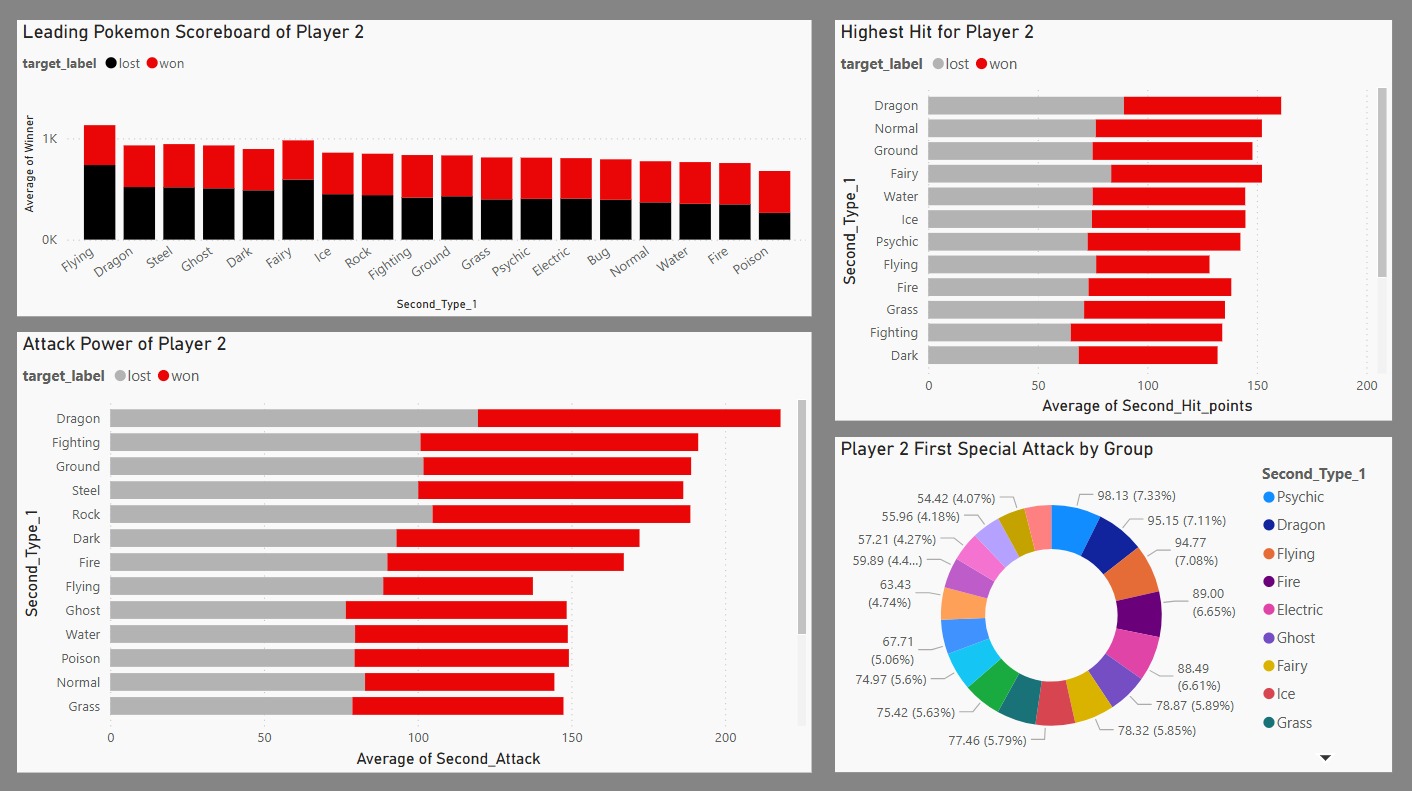 Leading Pokemon Scoreboard of Player 2
target_label lost won
Average of Winner
1K
0K
Flying Dragon Steel Ghost Dark Fairy Ice Rock Fighting Ground Grass Psychic Electric Bug Normal Water Fire Poison
Second_Type_1
Highest Hit for Player 2
target_label lost won
Second_Type_1
Dragon
Normal
Ground
Fairy
Water
Ice
Psychic
Flying
Fire
Grass
Fighting
Dark
0 50 100 150 200
Average of Second_Hit_points
Attack Power of Player 2
target_label lost won
Second_Type_1
Dragon
Fighting
Ground
Steel
Rock
Dark
Fire
Flying
Ghost
Water
Poison
Normal
Grass
0 50 100 150 200
Average of Second_Attack
Player 2 First Special Attack by Group
98.13 (7.33%)
95.15 (7.11%)
94.77
(7.08%)
89.00
(6.65%)
88.49
(6.61%)
78.87 (5.89%)
78.32 (5.85%)
77.46 (5.79%)
75.42 (5.63%)
74.97 (5.6%)
67.71
(5.06%)
63.43
(4.74%)
59.89 (4.4...)
57.21 (4.27%)
55.96 (4.18%)
54.42 (4.07%)
Second_Type_1
Psychic
Dragon
Flying
Fire
Electric
Ghost
Fairy
Ice
Grass